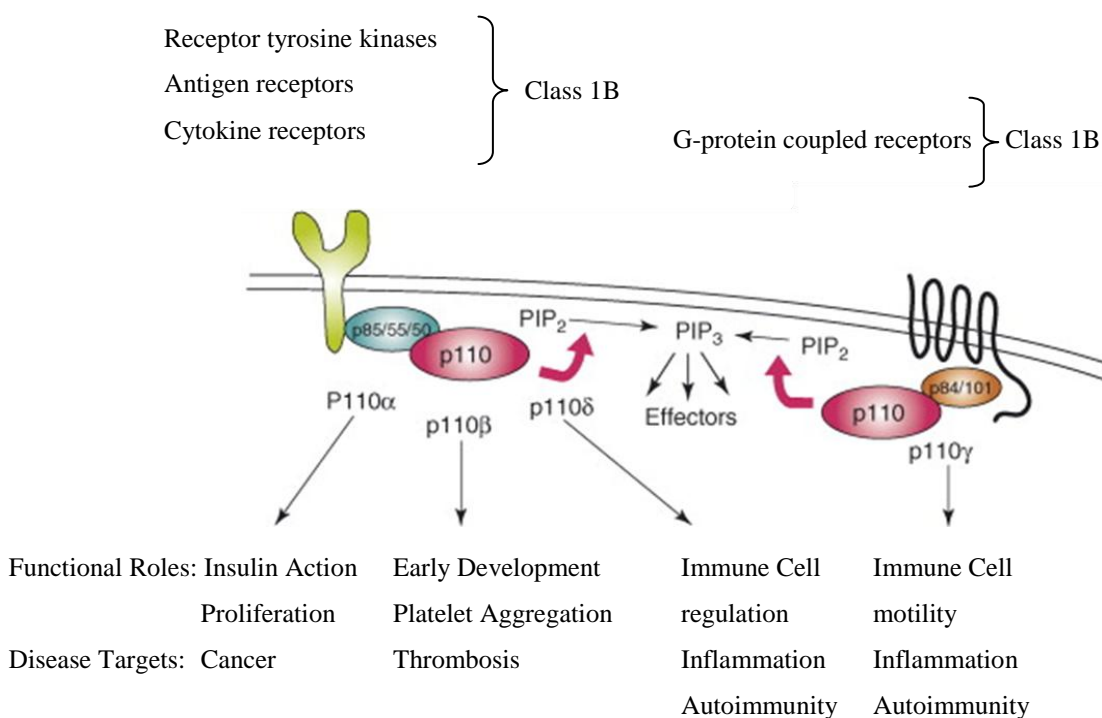 Receptor tyrosine kinases
Antigen receptors
Cytokine receptors
Class 1B
G-protein coupled receptors
Class 1B
p85/55/50
p110
PIP2
PIP3
PIP2
Effectors
p84/101
p110
P110α
p110β
p110δ
p110γ
Functional Roles: Insulin Action
Proliferation
Early Development
Platelet Aggregation
Immune Cell
regulation
Immune Cell
motility
Disease Targets: Cancer
Thrombosis
Inflammation
Autoimmunity
Inflammation
Autoimmunity